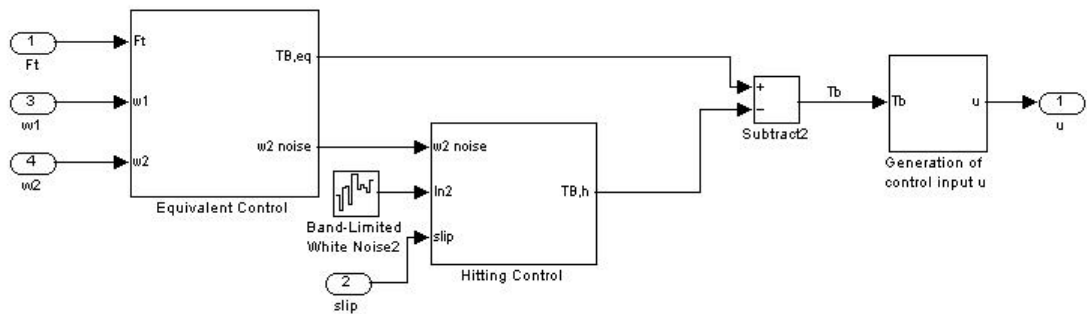 1
Ft
3
w1
4
w2
Ft
w1
w2
TB,eq
w2 noise
Equivalent Control
Band-Limited
White Noise2
2
slip
w2 noise
In2
slip
TB,h
Hitting Control
+
−
Subtract2
Tb
Tb
u
Generation of
control input u
1
u